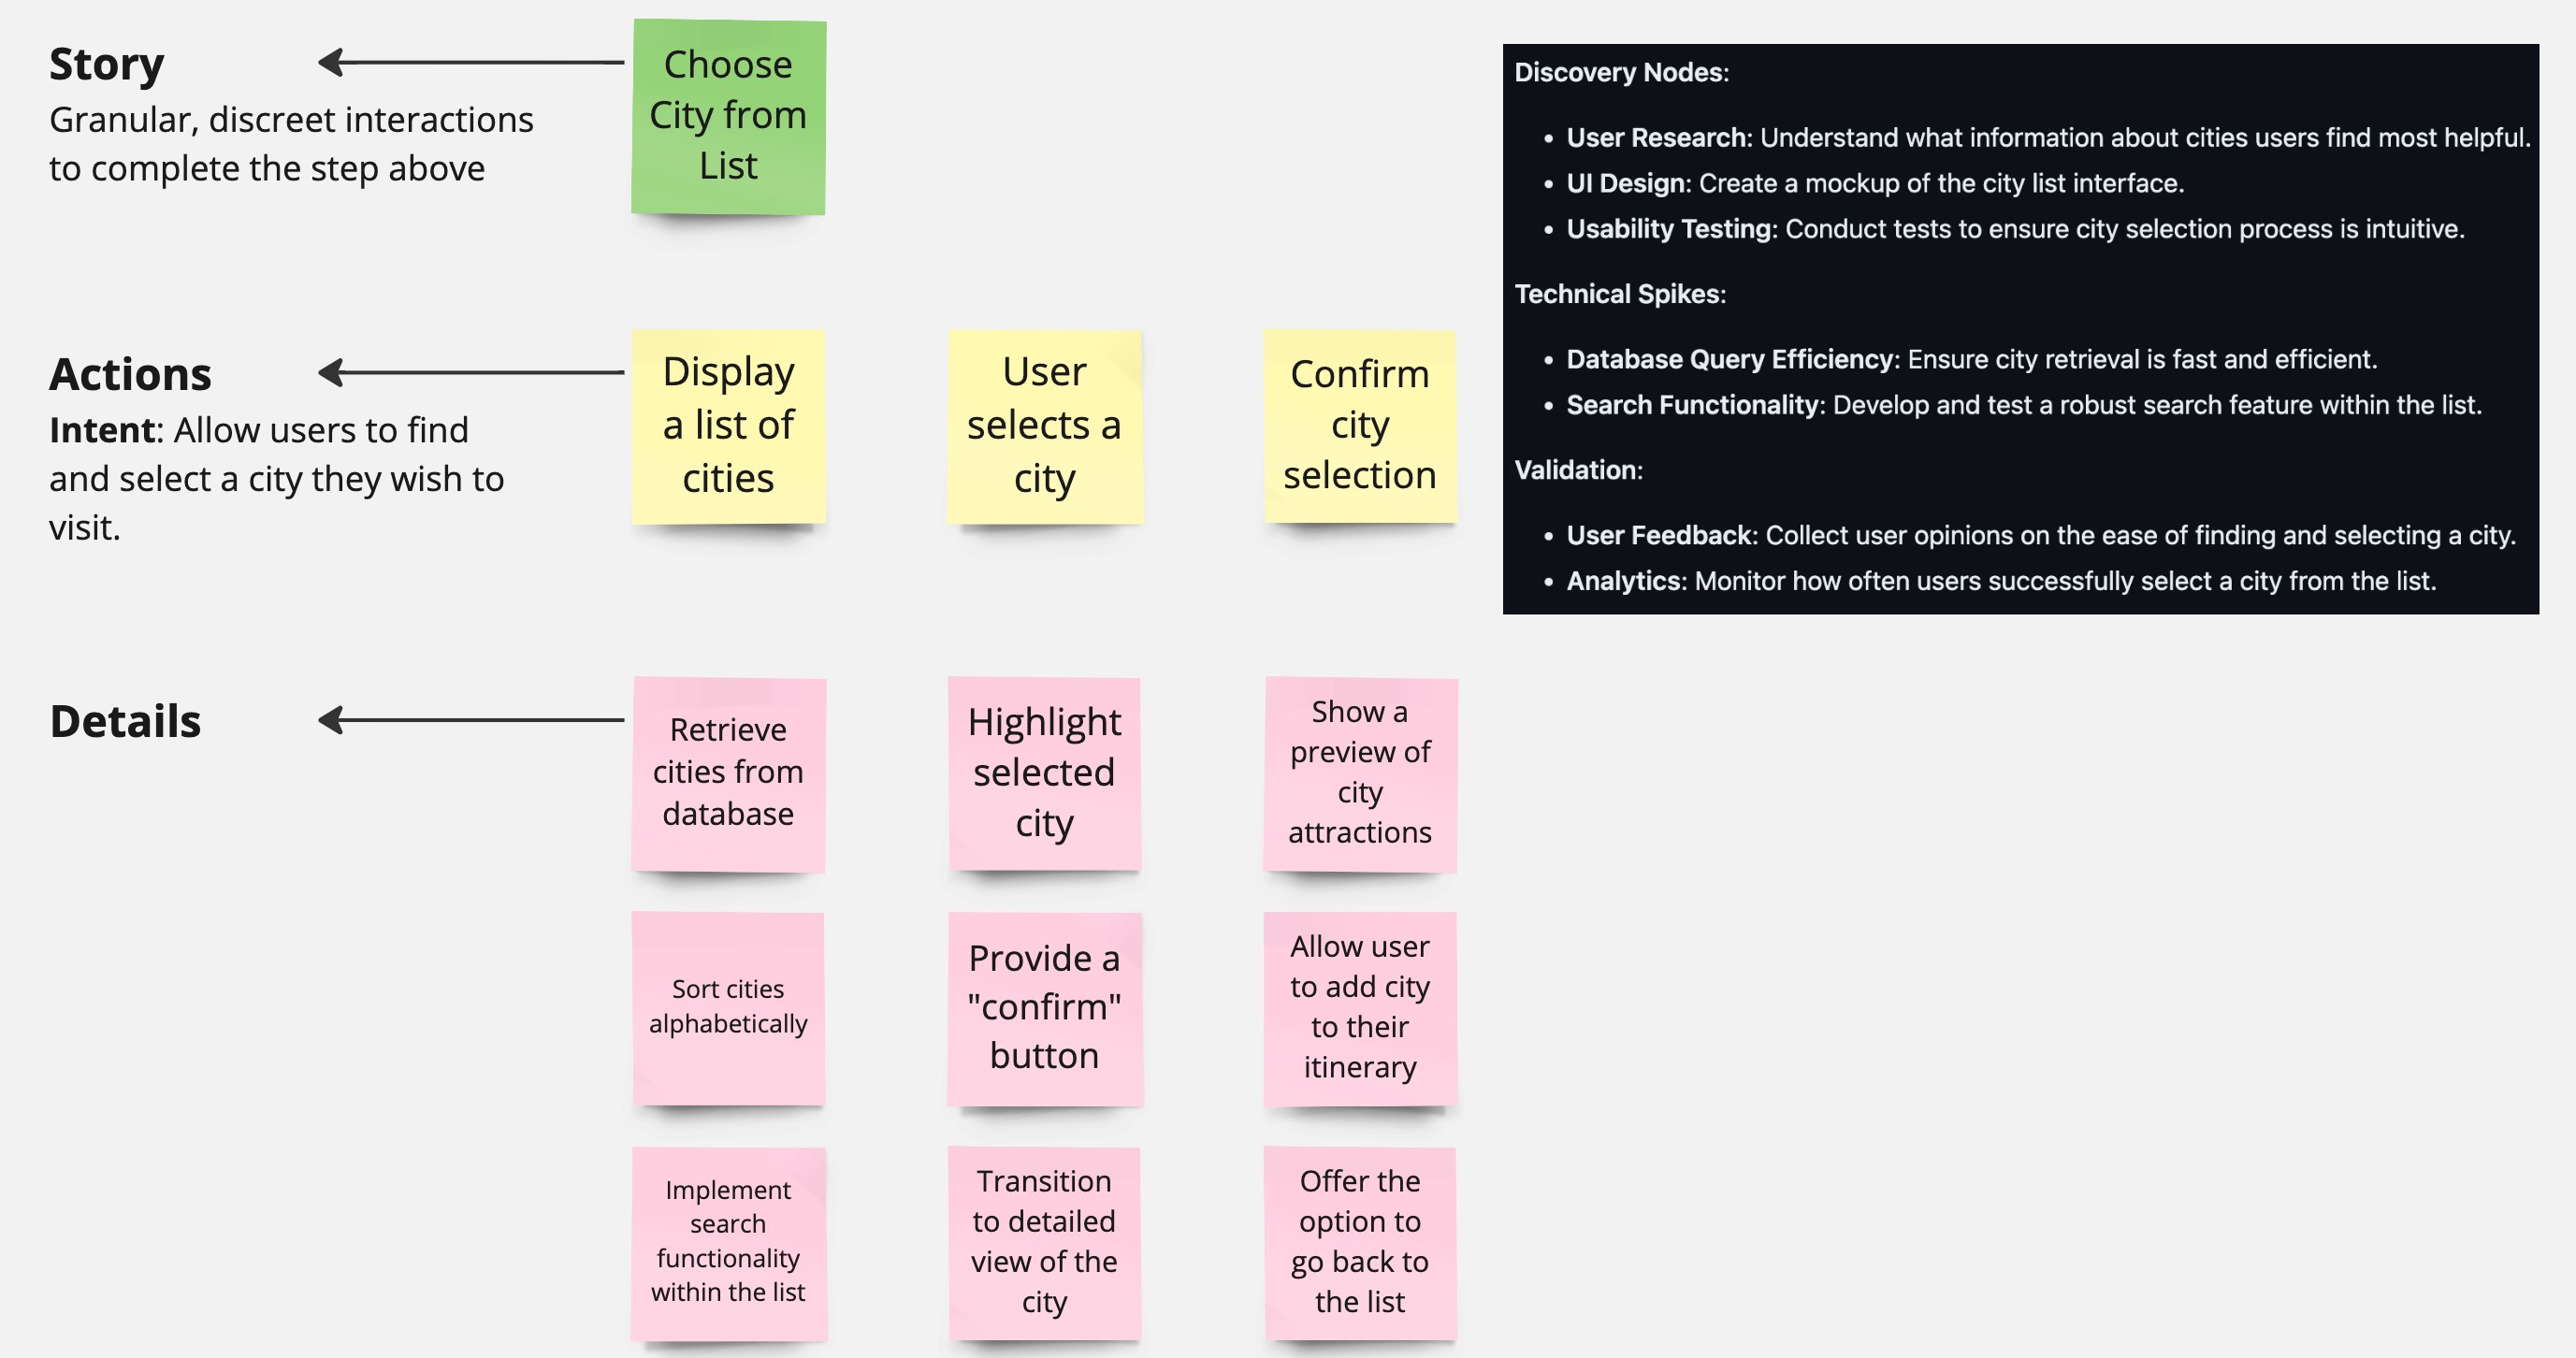 Story
Granular, discreet interactions
to complete the step above
Choose
City from
List
Actions
Intent: Allow users to find
and select a city they wish to
visit.
Display
a list of
cities
User
selects a
city
Confirm
city
selection
Discovery Nodes:
• User Research: Understand what information about cities users find most helpful.
• UI Design: Create a mockup of the city list interface.
• Usability Testing: Conduct tests to ensure city selection process is intuitive.
Technical Spikes:
• Database Query Efficiency: Ensure city retrieval is fast and efficient.
• Search Functionality: Develop and test a robust search feature within the list.
Validation:
• User Feedback: Collect user opinions on the ease of finding and selecting a city.
• Analytics: Monitor how often users successfully select a city from the list.
Details
Retrieve
cities from
database
Highlight
selected
city
Show a
preview of
city
attractions
Sort cities
alphabetically
Provide a
"confirm"
button
Allow user
to add city
to their
itinerary
Implement
search
functionality
within the list
Transition
to detailed
view of the
city
Offer the
option to
go back to
the list